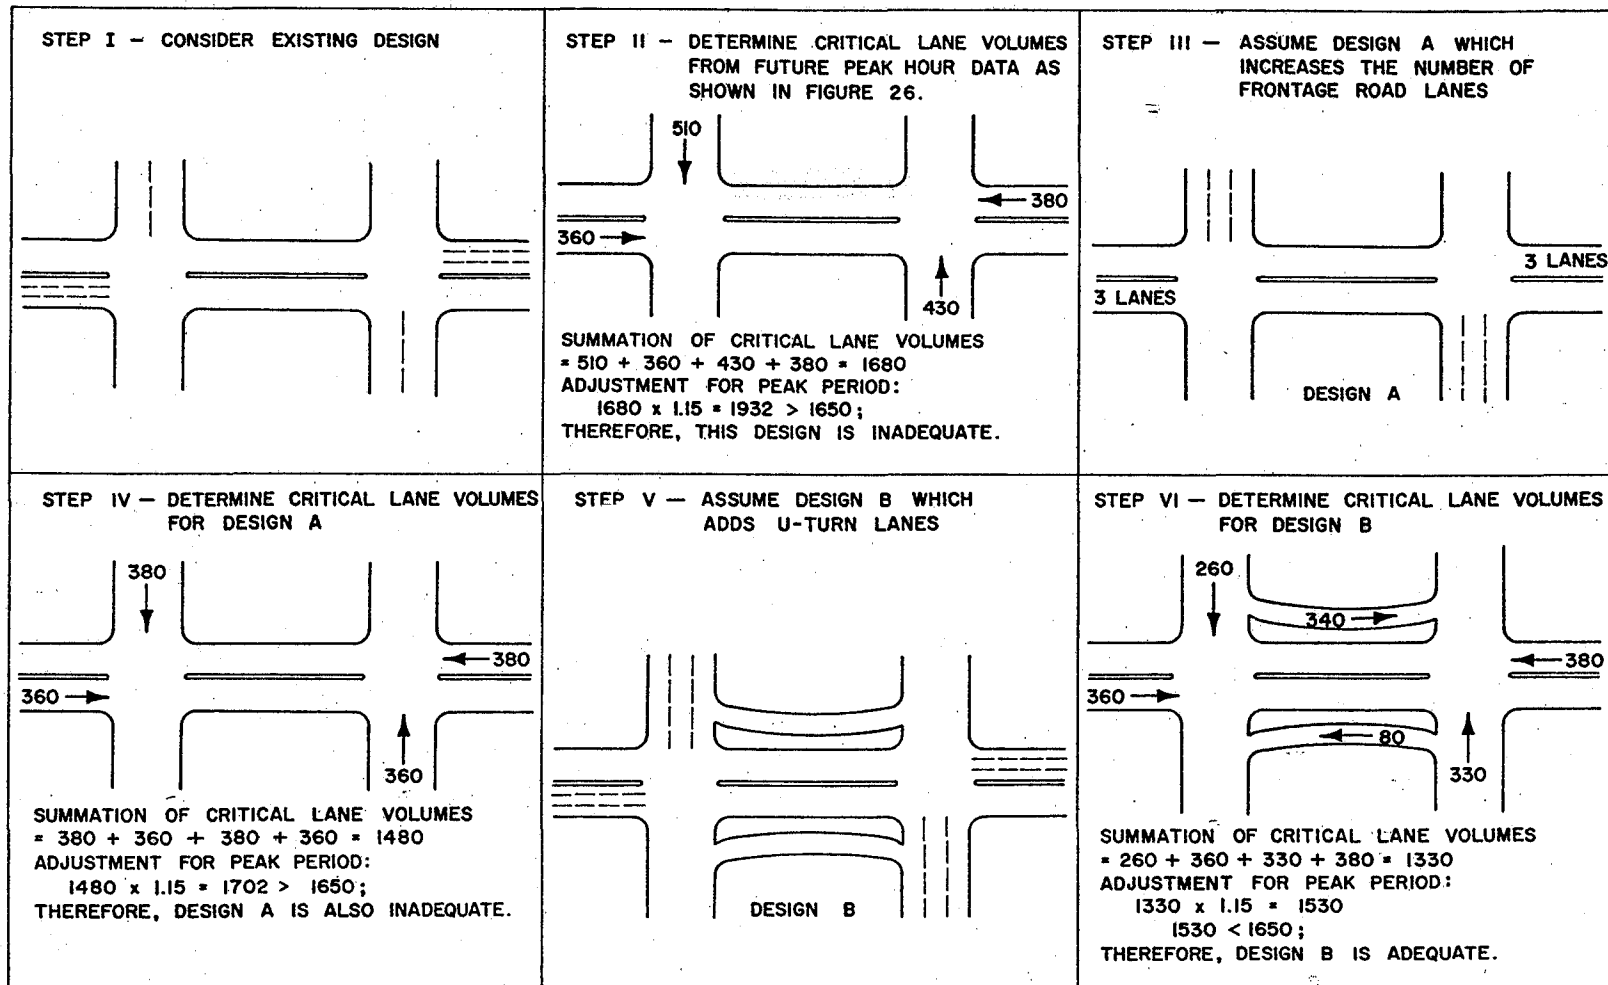 STEP I - CONSIDER EXISTING DESIGN
STEP II - DETERMINE CRITICAL LANE VOLUMES
FROM FUTURE PEAK HOUR DATA AS
SHOWN IN FIGURE 26.
510
380
360
430
SUMMATION OF CRITICAL LANE VOLUMES
= 510 + 360 + 430 + 380 = 1680
ADJUSTMENT FOR PEAK PERIOD:
1680 x 1.15 = 1932 > 1650;
THEREFORE, THIS DESIGN IS INADEQUATE.
STEP III - ASSUME DESIGN A WHICH
INCREASES THE NUMBER OF
FRONTAGE ROAD LANES
3 LANES
3 LANES
DESIGN A
STEP IV - DETERMINE CRITICAL LANE VOLUMES
FOR DESIGN A
380
380
360
360
SUMMATION OF CRITICAL LANE VOLUMES
= 380 + 360 + 380 + 360 = 1480
ADJUSTMENT FOR PEAK PERIOD:
1480 x 1.15 = 1702 > 1650;
THEREFORE, DESIGN A IS ALSO INADEQUATE.
STEP V - ASSUME DESIGN B WHICH
ADDS U-TURN LANES
DESIGN B
STEP VI - DETERMINE CRITICAL LANE VOLUMES
FOR DESIGN B
260
340
380
360
80
330
SUMMATION OF CRITICAL LANE VOLUMES
= 260 + 360 + 330 + 380 = 1330
ADJUSTMENT FOR PEAK PERIOD:
1330 x 1.15 = 1530
1530 < 1650;
THEREFORE, DESIGN B IS ADEQUATE.